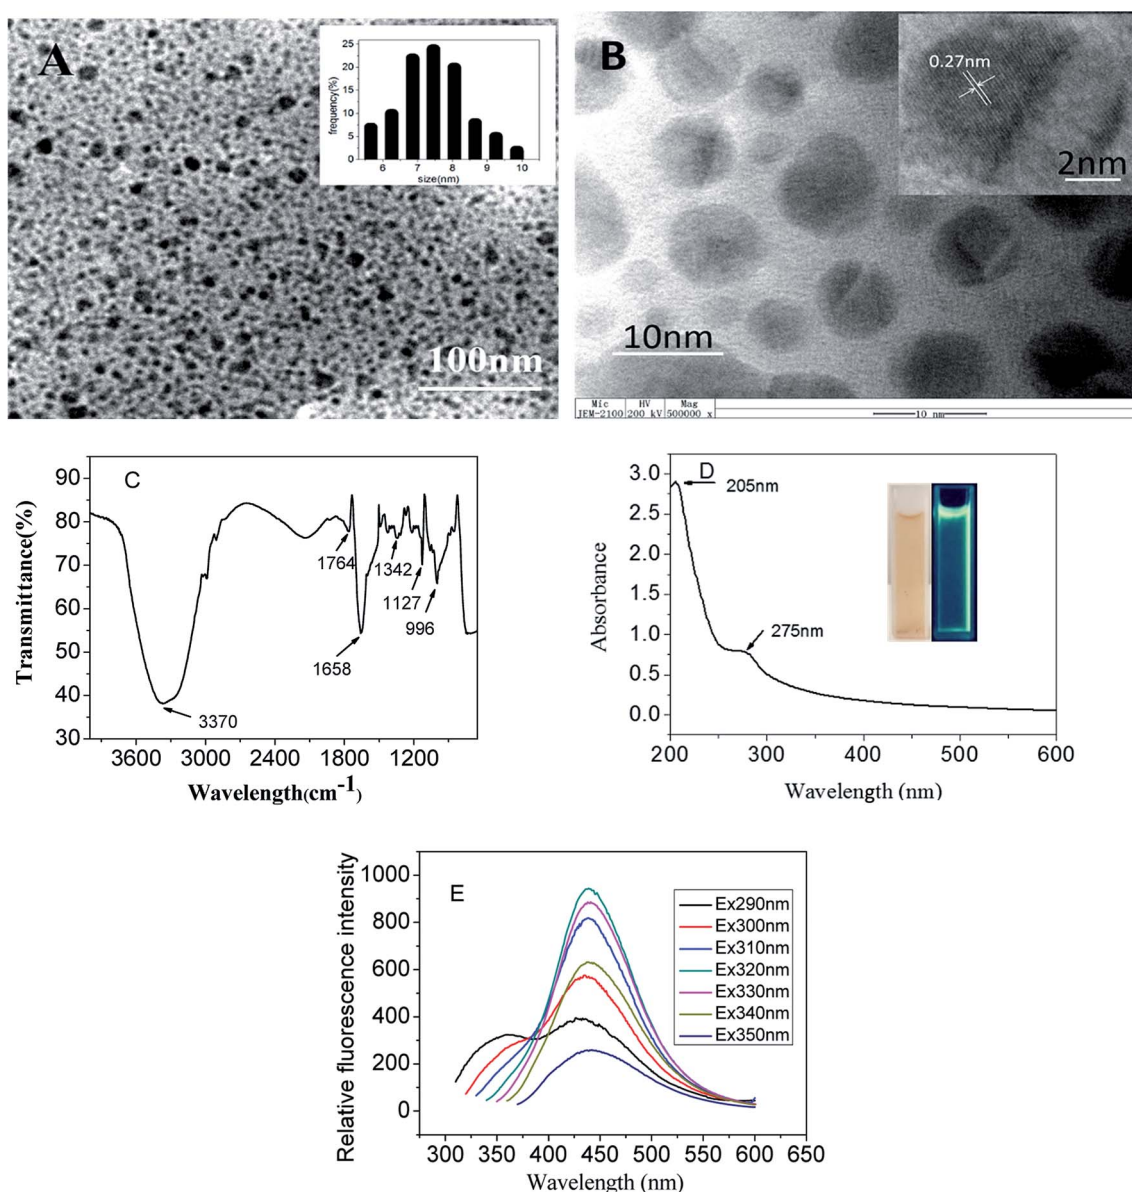 A
25
20
15
10
5
0
frequency(%)
6 7 8 9 10
size(nm)
100nm
B
0.27nm
2nm
10nm
Mic HV Mag
JEM-2100 200 kV 500000 x
10 nm
C
90
80
70
60
50
40
30
Transmittance(%)
1764
1342
1127
996
1658
3370
3600 3000 2400 1800 1200
Wavelength(cm-1)
D
3.0
2.5
2.0
1.5
1.0
0.5
0.0
Absorbance
205nm
275nm
200 300 400 500 600
Wavelength (nm)
E
1000
800
600
400
200
0
Relative fluorescence intensity
Ex290nm
Ex300nm
Ex310nm
Ex320nm
Ex330nm
Ex340nm
Ex350nm
300 350 400 450 500 550 600 650
Wavelength (nm)